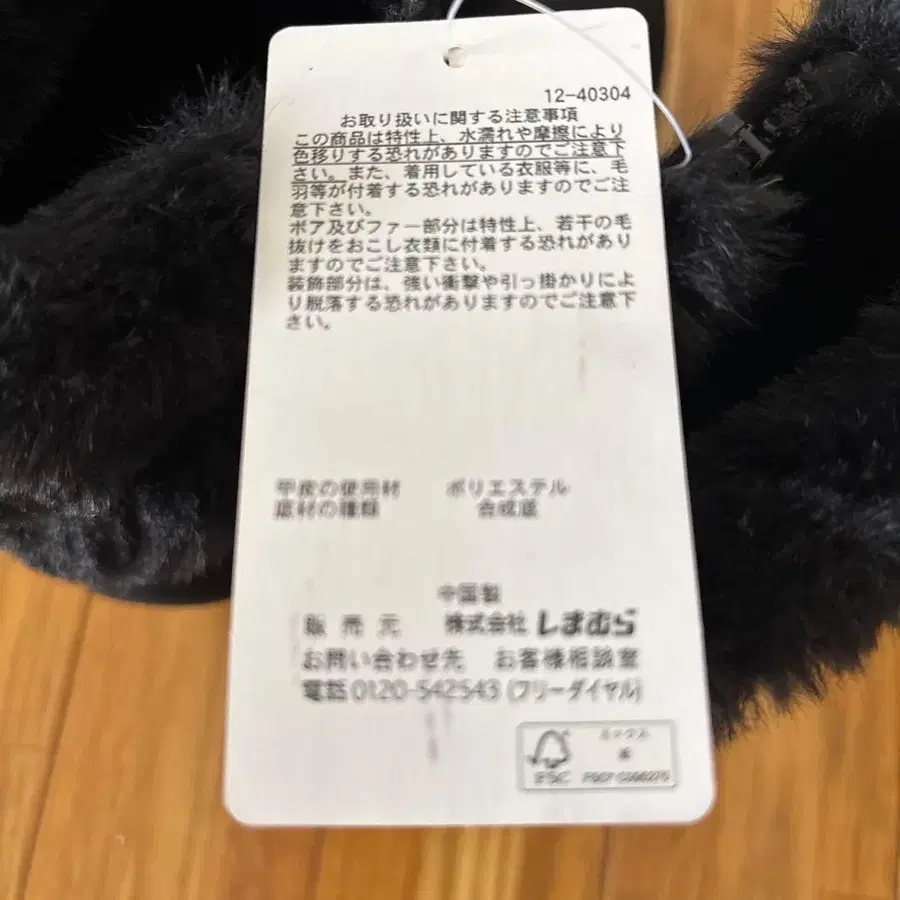 12-40304
お取り扱いに関する注意事項
この商品は特性上、水濡れや摩擦により
色移りする恐れがありますのでご注意下
さい。また、着用している衣服等に、毛
羽等が付着する恐れがありますのでご注
意下さい。
ボア及びファー部分は特性上、若干の毛
抜けをおこし衣類に付着する恐れがあり
ますのでご注意下さい。
装飾部分は、強い衝撃や引っ掛かりによ
り脱落する恐れがありますのでご注意下
さい。
甲皮の使用材 ポリエステル
底材の種類 合成底
中国製
販売元 株式会社 しまむら
お問い合わせ先 お客様相談室
電話 0120-542543 (フリーダイヤル)
ミックス
FSC